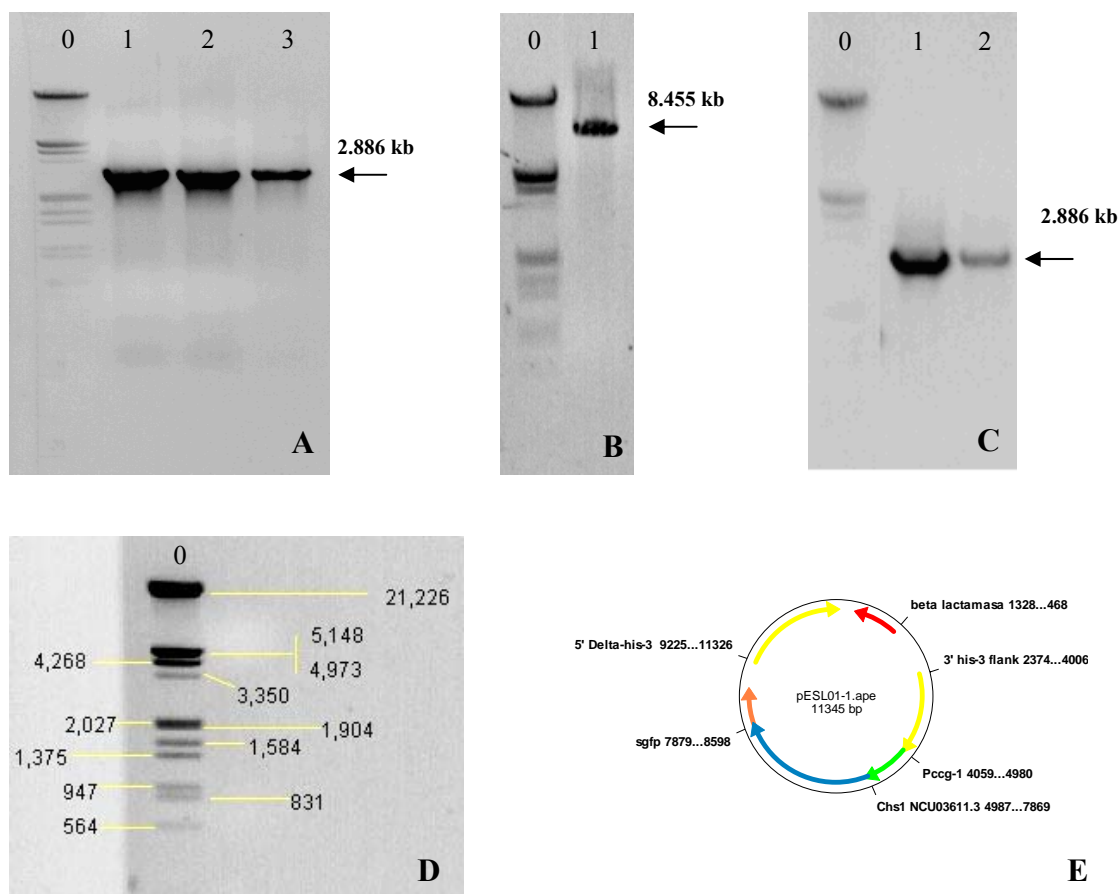 0 1 2 3
2.886 kb
A
0 1
8.455 kb
B
0 1 2
2.886 kb
C
0
21,226
5,148
4,268
4,973
3,350
2,027
1,904
1,584
1,375
947
831
564
D
beta lactamasa 1328...468
5' Delta-his-3 9225...11326
3' his-3 flank 2374...4006
pESL01-1.ape
11345 bp
sgfp 7879...8598
Pccg-1 4059...4980
Chs1 NCU03611.3 4987...7869
E